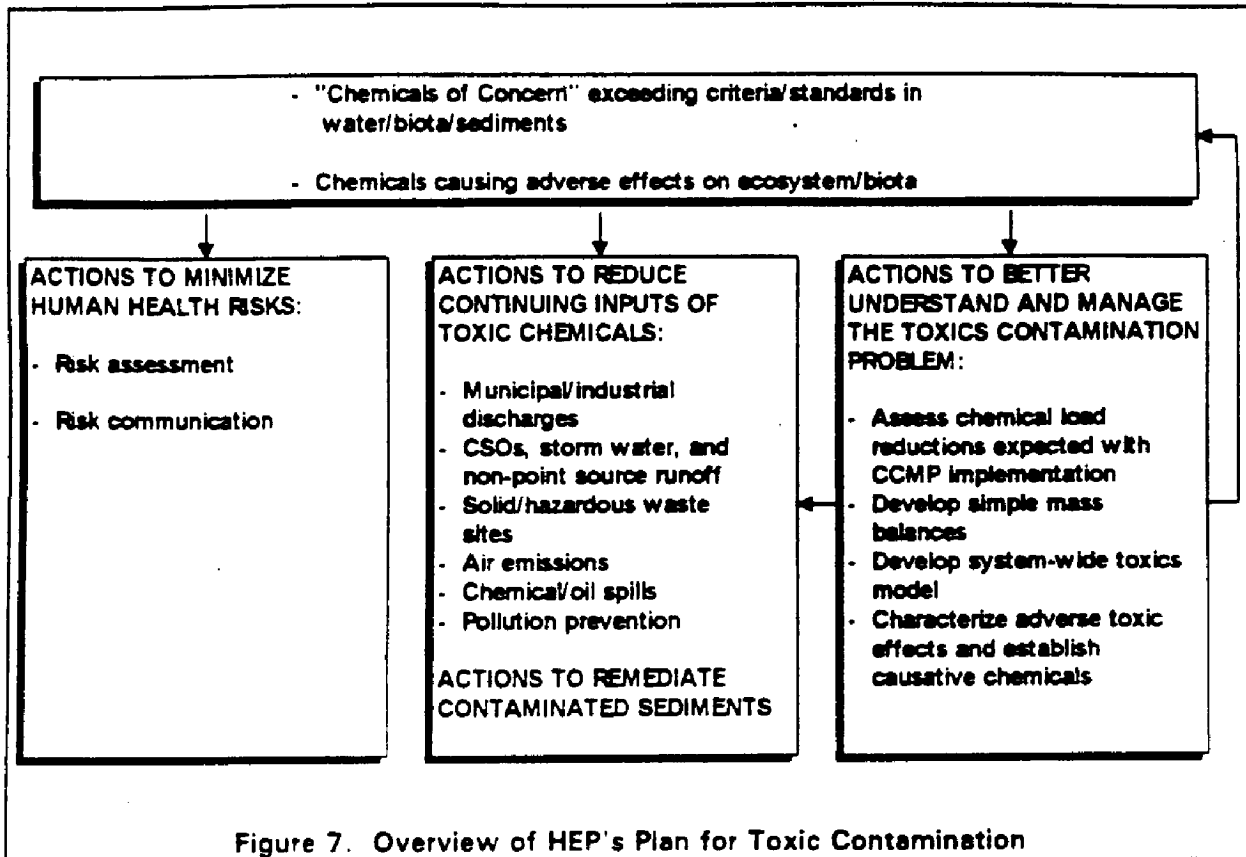 - "Chemicals of Concern" exceeding criteria/standards in
water/biota/sediments
- Chemicals causing adverse effects on ecosystem/biota
ACTIONS TO MINIMIZE
HUMAN HEALTH RISKS:
- Risk assessment
- Risk communication
ACTIONS TO REDUCE
CONTINUING INPUTS OF
TOXIC CHEMICALS:
- Municipal/industrial
discharges
- CSOs, storm water, and
non-point source runoff
- Solid/hazardous waste
sites
- Air emissions
- Chemical/oil spills
- Pollution prevention
ACTIONS TO REMEDIATE
CONTAMINATED SEDIMENTS
ACTIONS TO BETTER
UNDERSTAND AND MANAGE
THE TOXICS CONTAMINATION
PROBLEM:
- Assess chemical load
reductions expected with
CCMP implementation
- Develop simple mass
balances
- Develop system-wide toxics
model
- Characterize adverse toxic
effects and establish
causative chemicals
Figure 7. Overview of HEP's Plan for Toxic Contamination